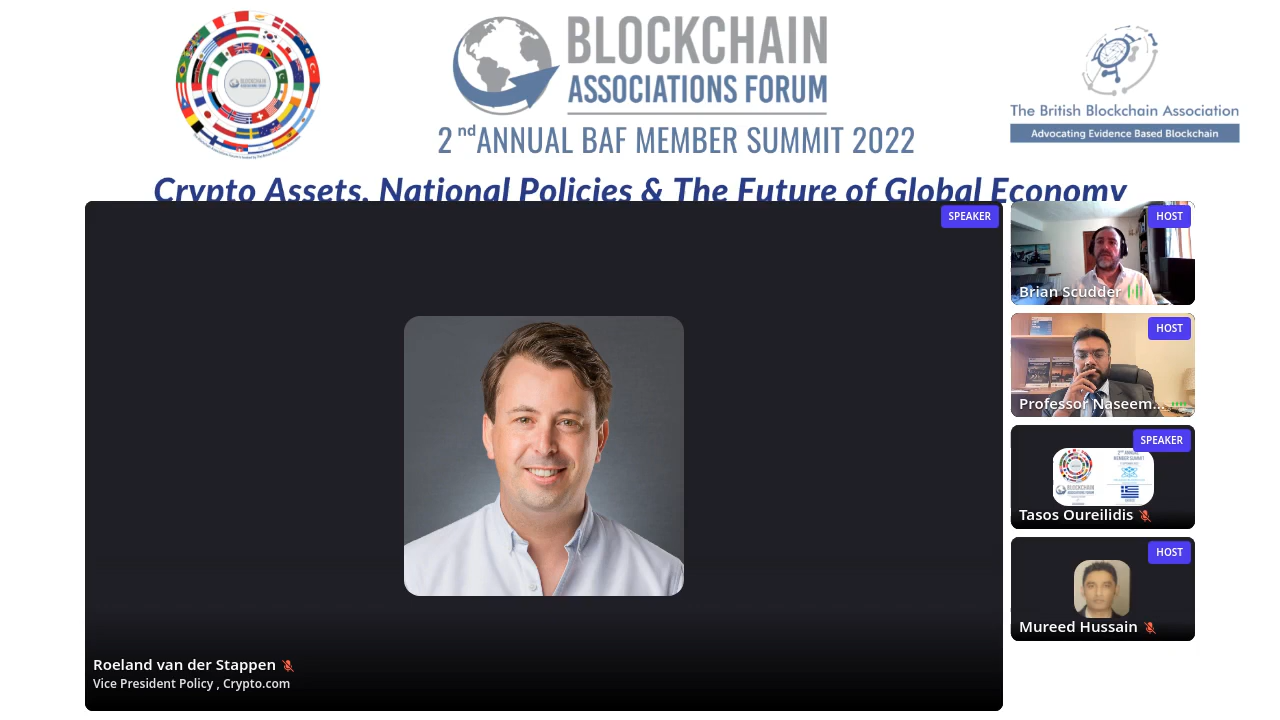 BLOCKCHAIN
ASSOCIATIONS FORUM
2nd ANNUAL BAF MEMBER SUMMIT 2022
The British Blockchain Association
Advocating Evidence Based Blockchain
Crypto Assets, National Policies & The Future of Global Economy
SPEAKER
Roeland van der Stappen
Vice President Policy , Crypto.com
HOST
Brian Scudder
HOST
Professor Naseem...
SPEAKER
Tasos Oureilidis
HOST
Mureed Hussain